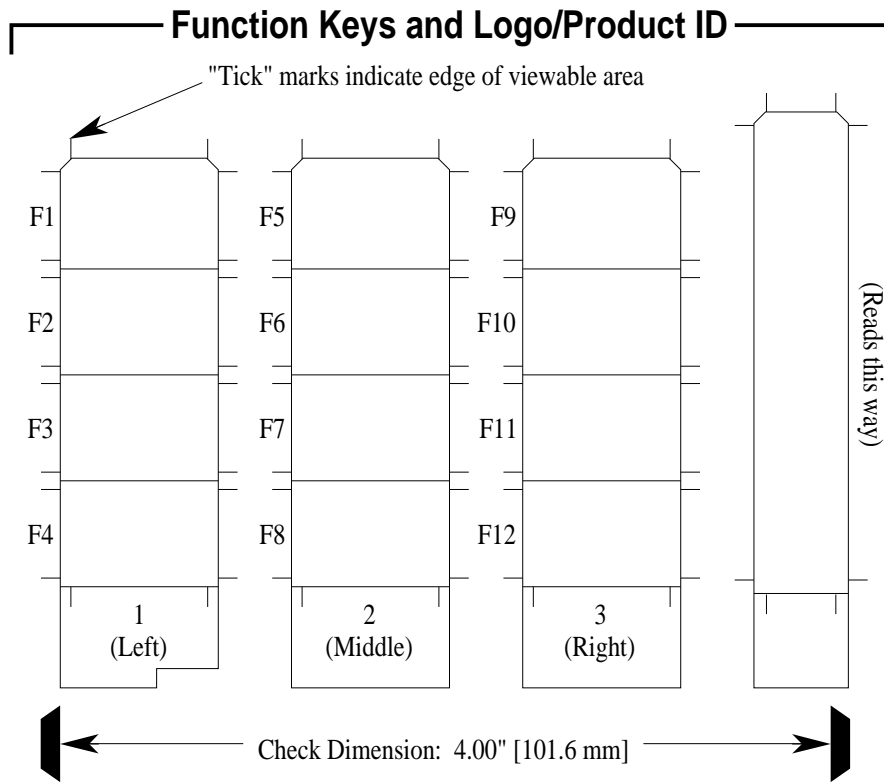 Function Keys and Logo/Product ID
"Tick" marks indicate edge of viewable area
F1
F2
F3
F4
1
(Left)
F5
F6
F7
F8
2
(Middle)
F9
F10
F11
F12
3
(Right)
(Reads this way)
Check Dimension: 4.00" [101.6 mm]